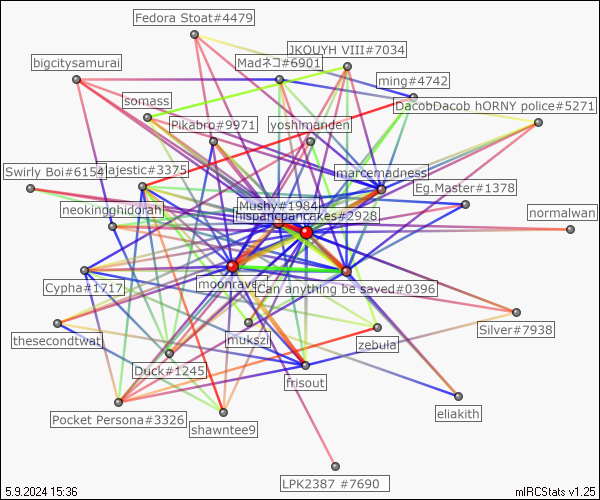 Fedora Stoat#4479
JKOUYH VIII#7034
bigcitysamurai
Madネコ#6901
ming#4742
somass
DacobDacob hORNY police#5271
Pikabro#9971
yoshimanden
Swirly Boi#6154
ajestic#3375
marcemadness
Eg.Master#1378
neokingghidorah
Mushy#1984
hispanicpancakes#2928
normalwan
Cypha#1717
moonrave
Can anything be saved#0396
thesecondtwat
mukszi
zebula
Silver#7938
Duck#1245
frisout
Pocket Persona#3326
shawntee9
eliakith
LPK2387 #7690
5.9.2024 15:36
mIRCStats v1.25